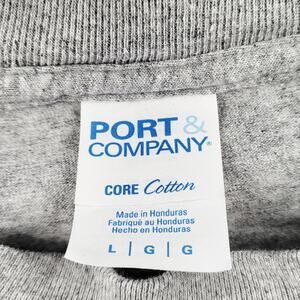 PORT &
COMPANY®
CORE Cotton
Made in Honduras
Fabriqué au Honduras
Hecho en Honduras
L | G | G